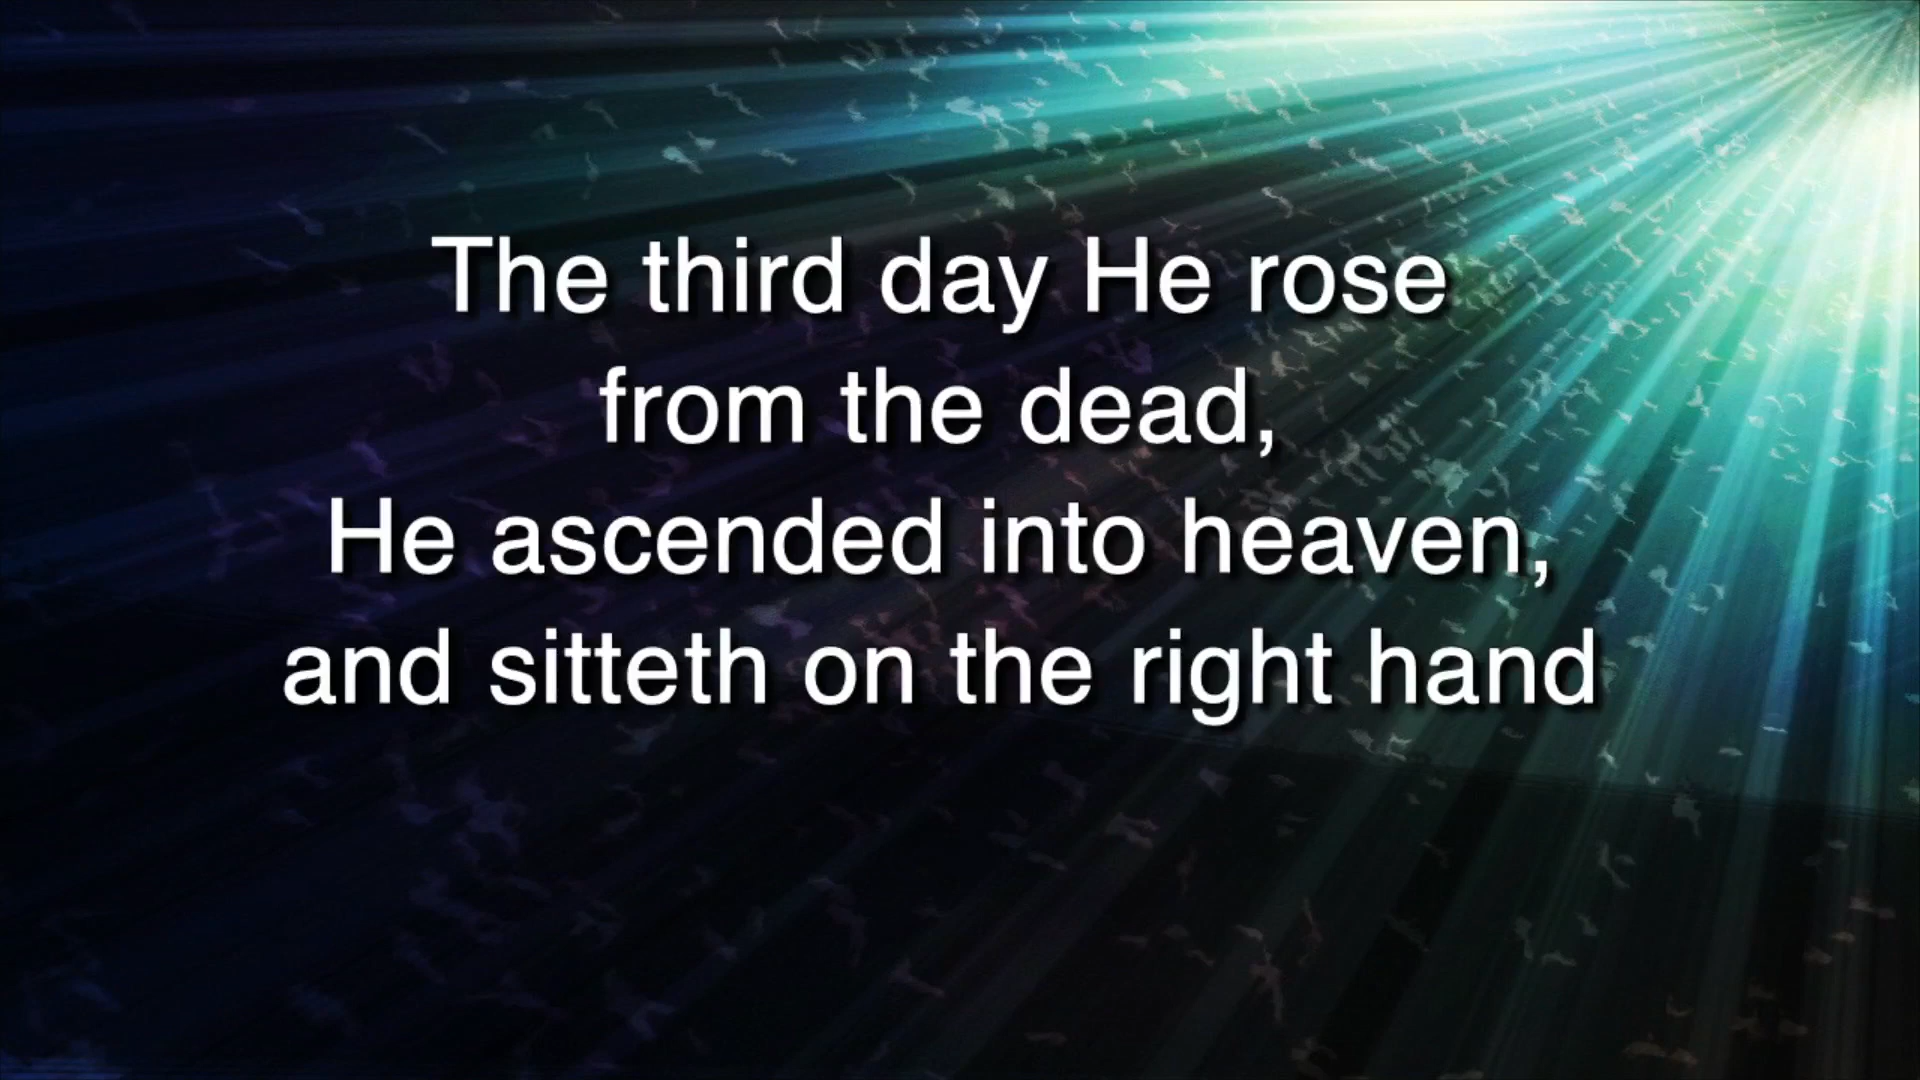 The third day He rose
from the dead,
He ascended into heaven,
and sitteth on the right hand